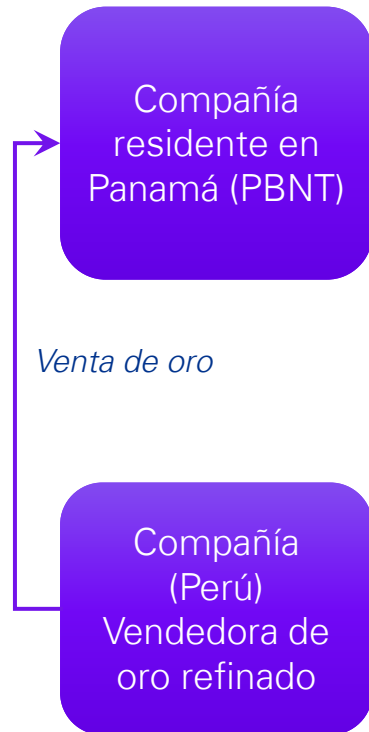 Compañía
residente en
Panamá (PBNT)
Venta de oro
Compañía
(Perú)
Vendedora de
oro refinado